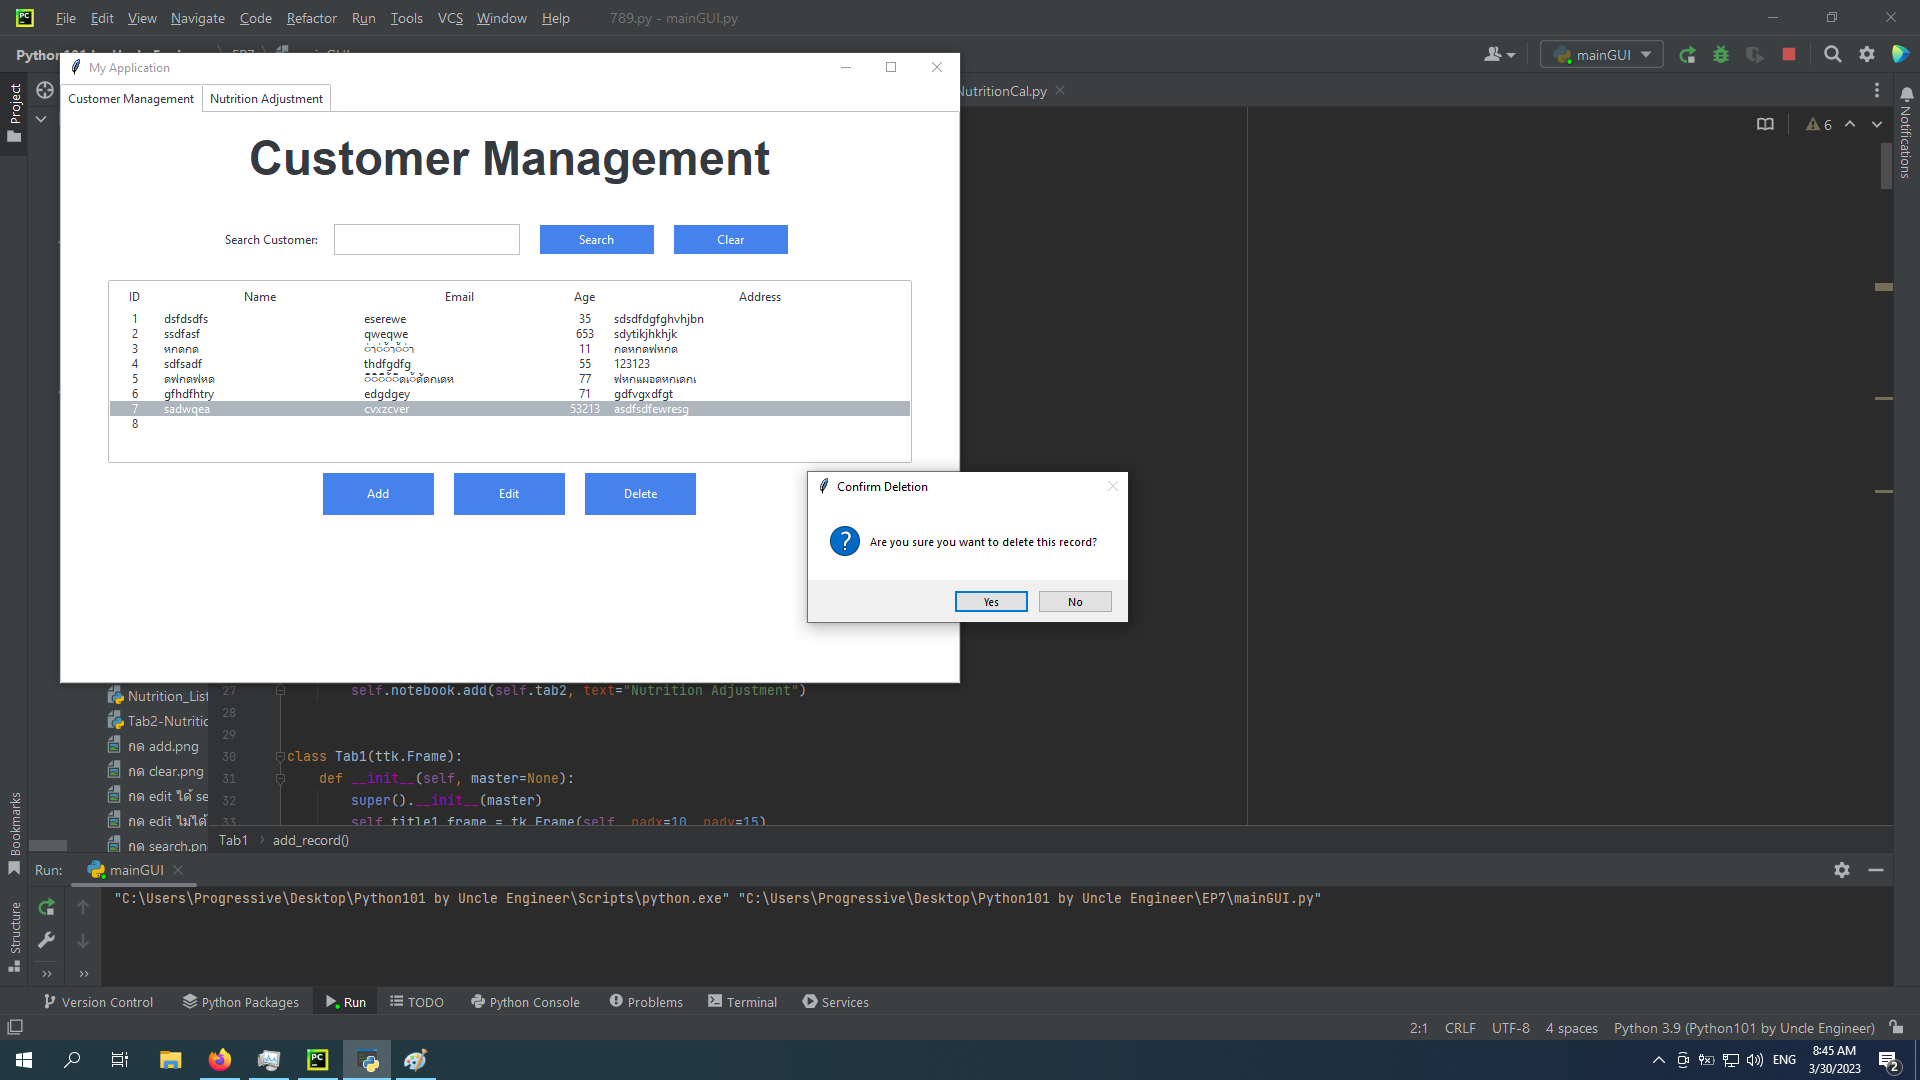 File Edit View Navigate Code Refactor Run Tools VCS Window Help 789.py - mainGUI.py
mainGUI
My Application
Customer Management Nutrition Adjustment
NutritionCal.py
6
Project
Notifications
Customer Management
Search Customer: Search Clear
ID Name Email Age Address
1 dsfdsdfs eserewe 35 sdsdfdgfghvhjbn
2 ssdfasf qweqwe 653 sdytikjhkhjk
3 หกดกด 11 กดหกดฟหกด
4 sdfsadf thdfgdfg 55 123123
5 ดฟกดฟหด 77 ฟหกแผอดหกเดกเ
6 gfhdfhtry edgdgey 71 gdfvgxdfgt
7 sadwqea cvxzcver 53213 asdfsdfewresg
8
Add Edit Delete
Confirm Deletion
Are you sure you want to delete this record?
Yes No
Nutrition_List
Tab2-Nutritic
กด add.png
กด clear.png
กด edit ได้ se
กด edit ไม่ได้
กด search.pn
27 self.notebook.add(self.tab2, text="Nutrition Adjustment")
28
29
30 class Tab1(ttk.Frame):
31 def __init__(self, master=None):
32 super().__init__(master)
33 self.title1_frame = tk.Frame(self, padx=10, pady=15)
Tab1 add_record()
Bookmarks
Structure
Run: mainGUI
"C:\Users\Progressive\Desktop\Python101 by Uncle Engineer\Scripts\python.exe" "C:\Users\Progressive\Desktop\Python101 by Uncle Engineer\EP7\mainGUI.py"
Version Control Python Packages Run TODO Python Console Problems Terminal Services
2:1 CRLF UTF-8 4 spaces Python 3.9 (Python101 by Uncle Engineer)
ENG 8:45 AM
3/30/2023
2